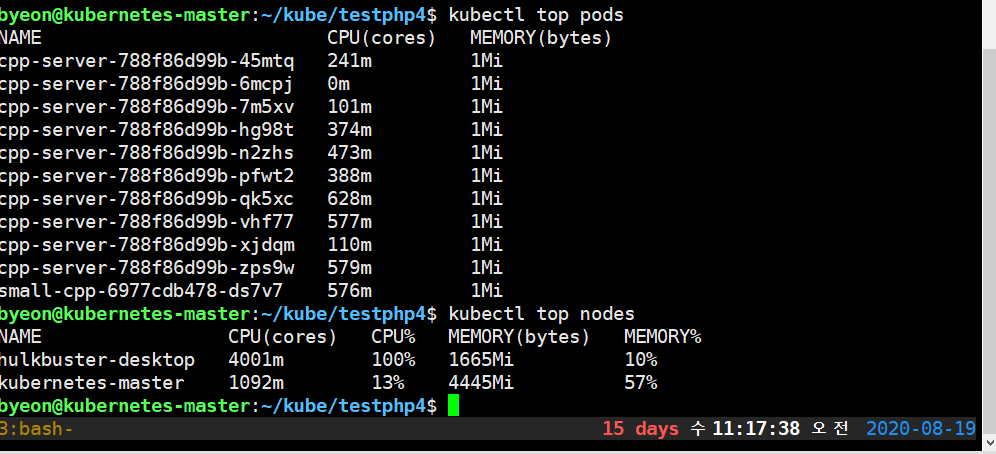 byeon@kubernetes-master:~/kube/testphp4$ kubectl top pods
NAME CPU(cores) MEMORY(bytes)
cpp-server-788f86d99b-45mtq 241m 1Mi
cpp-server-788f86d99b-6mcpj 0m 1Mi
cpp-server-788f86d99b-7m5xv 101m 1Mi
cpp-server-788f86d99b-hg98t 374m 1Mi
cpp-server-788f86d99b-n2zhs 473m 1Mi
cpp-server-788f86d99b-pfwt2 388m 1Mi
cpp-server-788f86d99b-qk5xc 628m 1Mi
cpp-server-788f86d99b-vhf77 577m 1Mi
cpp-server-788f86d99b-xjdqm 110m 1Mi
cpp-server-788f86d99b-zps9w 579m 1Mi
small-cpp-6977cdb478-ds7v7 576m 1Mi
byeon@kubernetes-master:~/kube/testphp4$ kubectl top nodes
NAME CPU(cores) CPU% MEMORY(bytes) MEMORY%
hulkbuster-desktop 4001m 100% 1665Mi 10%
kubernetes-master 1092m 13% 4445Mi 57%
byeon@kubernetes-master:~/kube/testphp4$
3:bash- 15 days 수 11:17:38 오전 2020-08-19